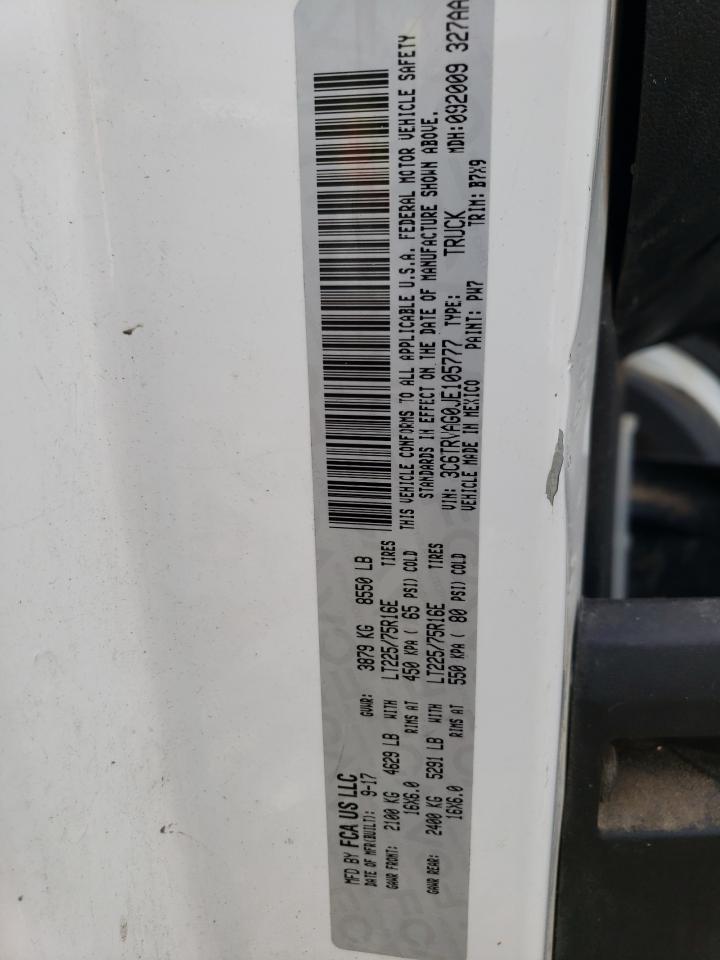 MFD BY FCA US LLC
DATE OF MFR(BUILT): 9-17 GVWR: 3879 KG 8550 LB
GAWR FRONT: 2100 KG 4629 LB WITH LT225/75R16E TIRES
16X6.0 RIMS AT 450 KPA ( 65 PSI) COLD
GAWR REAR: 2400 KG 5291 LB WITH LT225/75R16E TIRES
16X6.0 RIMS AT 550 KPA ( 80 PSI) COLD
THIS VEHICLE CONFORMS TO ALL APPLICABLE U.S.A. FEDERAL MOTOR VEHICLE SAFETY
STANDARDS IN EFFECT ON THE DATE OF MANUFACTURE SHOWN ABOVE.
VIN: 3C6TRVAG0JE105777 TYPE: TRUCK MDH:092009 327AA
VEHICLE MADE IN MEXICO PAINT: PW7 TRIM: B7X9